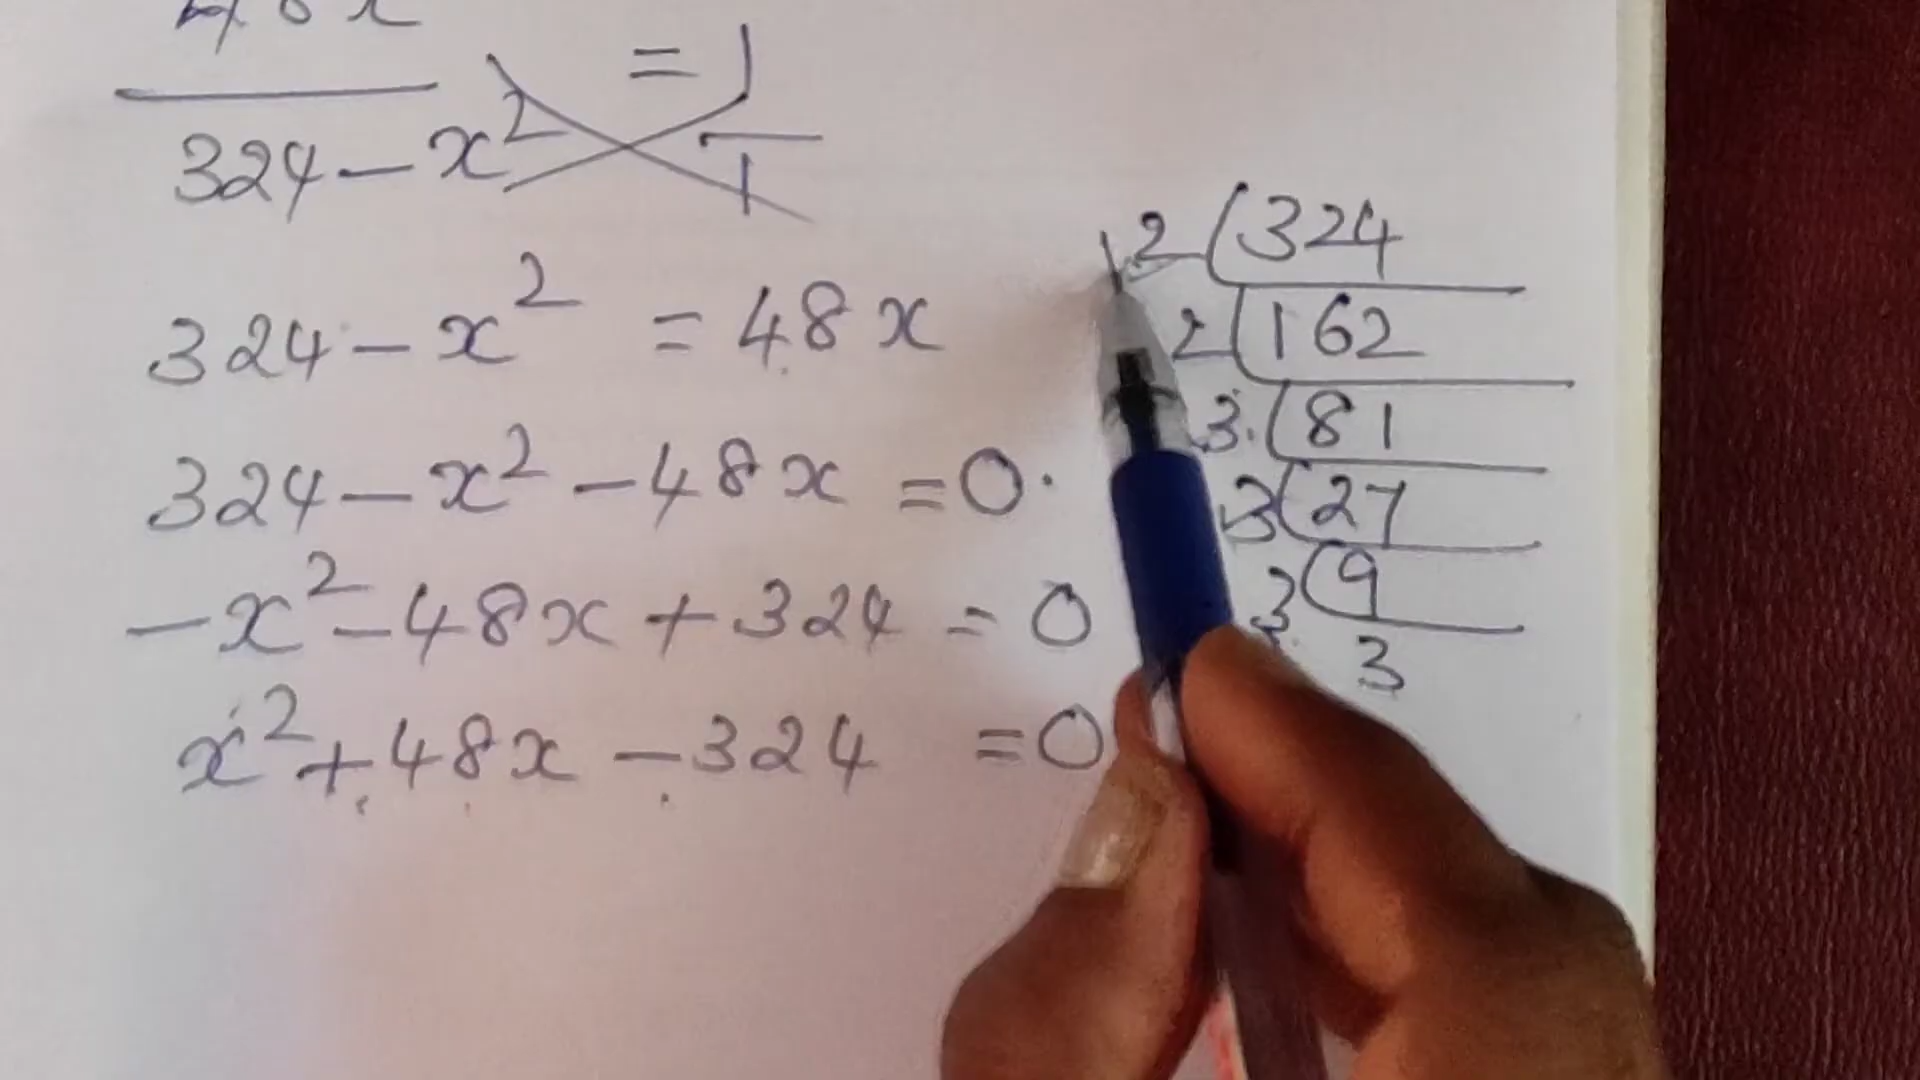 48x
= 1
324 - x² 1
324 - x² = 48x
324 - x² - 48x = 0.
-x² - 48x + 324 = 0
x² + 48x - 324 = 0
2 | 324
2 | 162
3 | 81
3 | 27
3 | 9
3